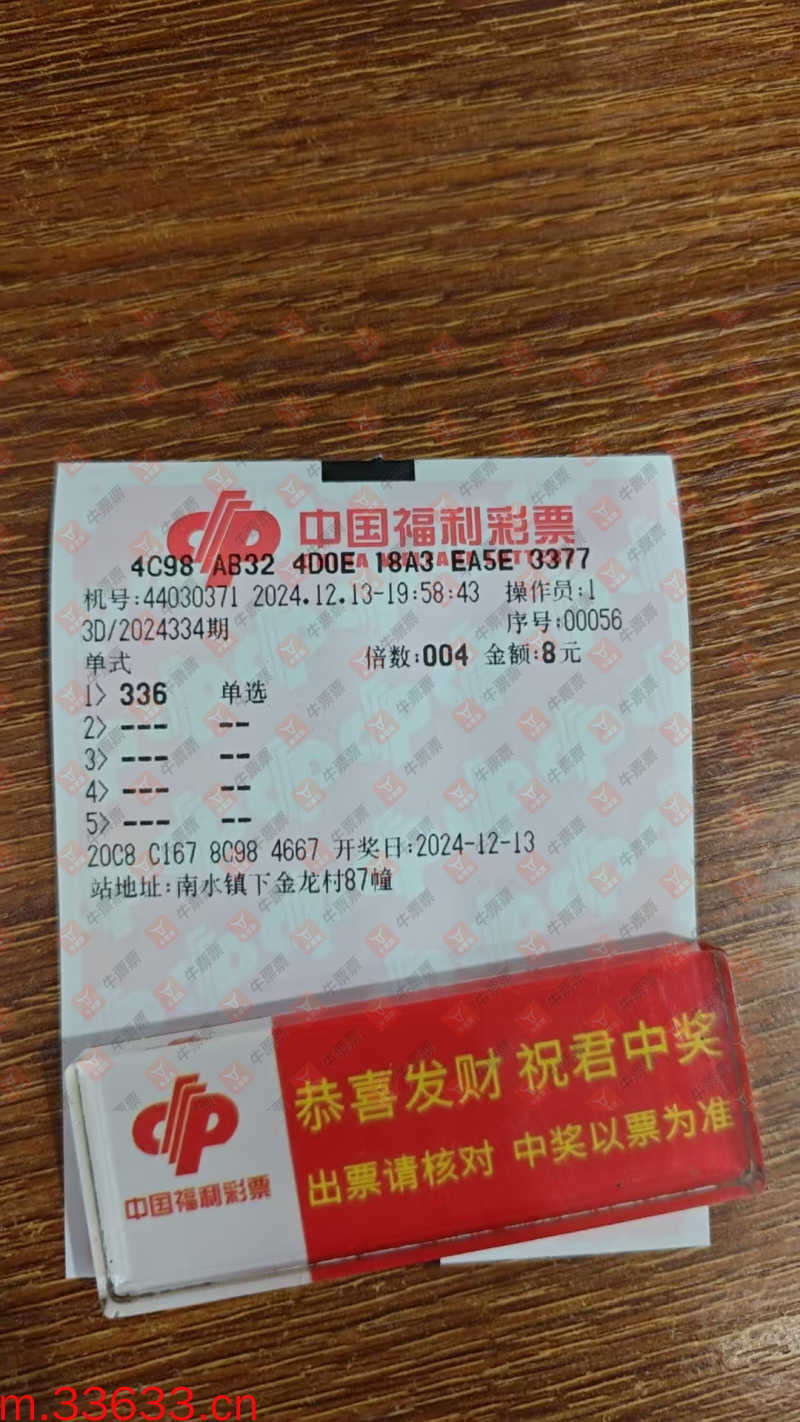 中国福利彩票
4C98 AB32 4D0E 18A3 EA5E 3377
机号:44030371 2024.12.13-19:58:43 操作员:1
3D/2024334期 序号:00056
单式 倍数:004 金额:8元
1> 336 单选
2> --- --
3> --- --
4> --- --
5> --- --
20C8 C167 8C98 4667 开奖日:2024-12-13
站地址:南水镇下金龙村87幢
恭喜发财 祝君中奖
出票请核对 中奖以票为准
中国福利彩票
牛票票
m.33633.cn